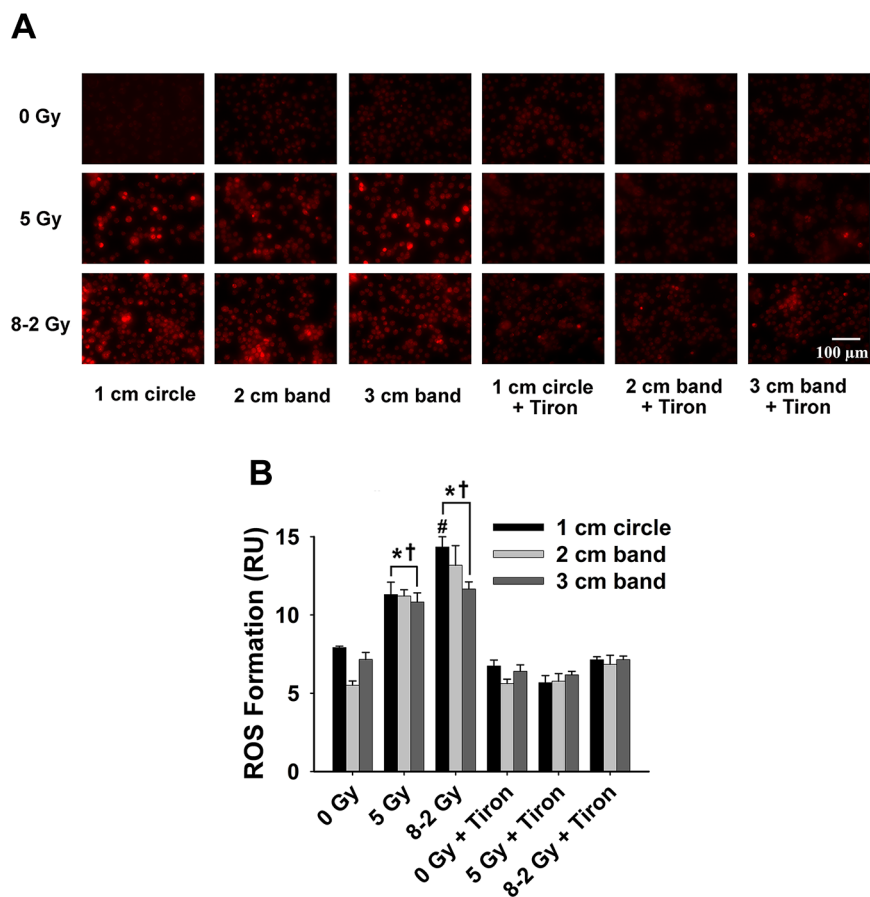 A
0 Gy
5 Gy
8-2 Gy
100 µm
1 cm circle
2 cm band
3 cm band
1 cm circle
+ Tiron
2 cm band
+ Tiron
3 cm band
+ Tiron
B
ROS Formation (RU)
15
10
5
0
*†
*†
#
1 cm circle
2 cm band
3 cm band
0 Gy
5 Gy
8-2 Gy
0 Gy + Tiron
5 Gy + Tiron
8-2 Gy + Tiron